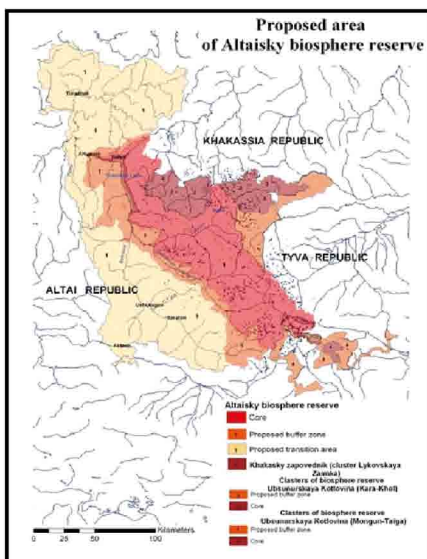 Proposed area
of Altaisky biosphere reserve
KHAKASSIA REPUBLIC
TYVA REPUBLIC
ALTAI REPUBLIC
Altaisky biosphere reserve
Core
Proposed buffer zone
Proposed transition area
Khakasky zapovednik (cluster Lykovskaya
Zaimka)
Clusters of biosphere reserve
Ubsunurskaya Kotlovina (Kara-Khol)
Proposed buffer zone
Core
Clusters of biosphere reserve
Ubsunurskaya Kotlovina (Mongun-Taiga)
Proposed buffer zone
Core
Kilometers
0 25 50 100